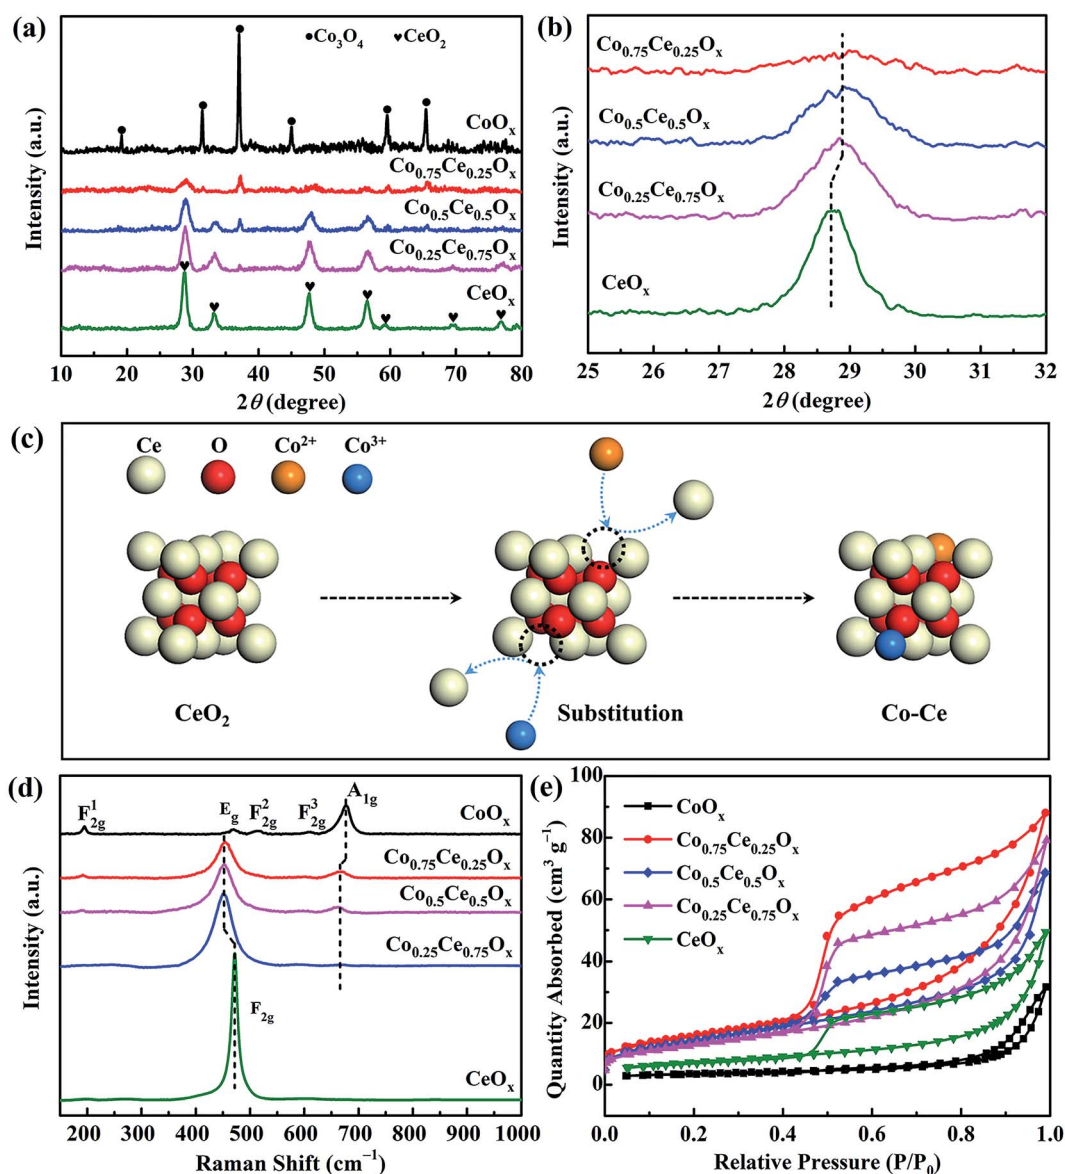 (a)
● Co₃O₄ ♥ CeO₂
CoOₓ
Co₀.₇₅Ce₀.₂₅Oₓ
Co₀.₅Ce₀.₅Oₓ
Co₀.₂₅Ce₀.₇₅Oₓ
CeOₓ
Intensity (a.u.)
10 20 30 40 50 60 70 80
2θ (degree)
(b)
Co₀.₇₅Ce₀.₂₅Oₓ
Co₀.₅Ce₀.₅Oₓ
Co₀.₂₅Ce₀.₇₅Oₓ
CeOₓ
Intensity (a.u.)
25 26 27 28 29 30 31 32
2θ (degree)
(c)
Ce O Co²⁺ Co³⁺
CeO₂ Substitution Co-Ce
(d)
F¹₂g E_g F²₂g F³₂g A₁g
CoOₓ
Co₀.₇₅Ce₀.₂₅Oₓ
Co₀.₅Ce₀.₅Oₓ
Co₀.₂₅Ce₀.₇₅Oₓ
F₂g
CeOₓ
Intensity (a.u.)
200 300 400 500 600 700 800 900 1000
Raman Shift (cm⁻¹)
(e)
100
80
60
40
20
0
Quantity Absorbed (cm³ g⁻¹)
CoOₓ
Co₀.₇₅Ce₀.₂₅Oₓ
Co₀.₅Ce₀.₅Oₓ
Co₀.₂₅Ce₀.₇₅Oₓ
CeOₓ
0.0 0.2 0.4 0.6 0.8 1.0
Relative Pressure (P/P₀)